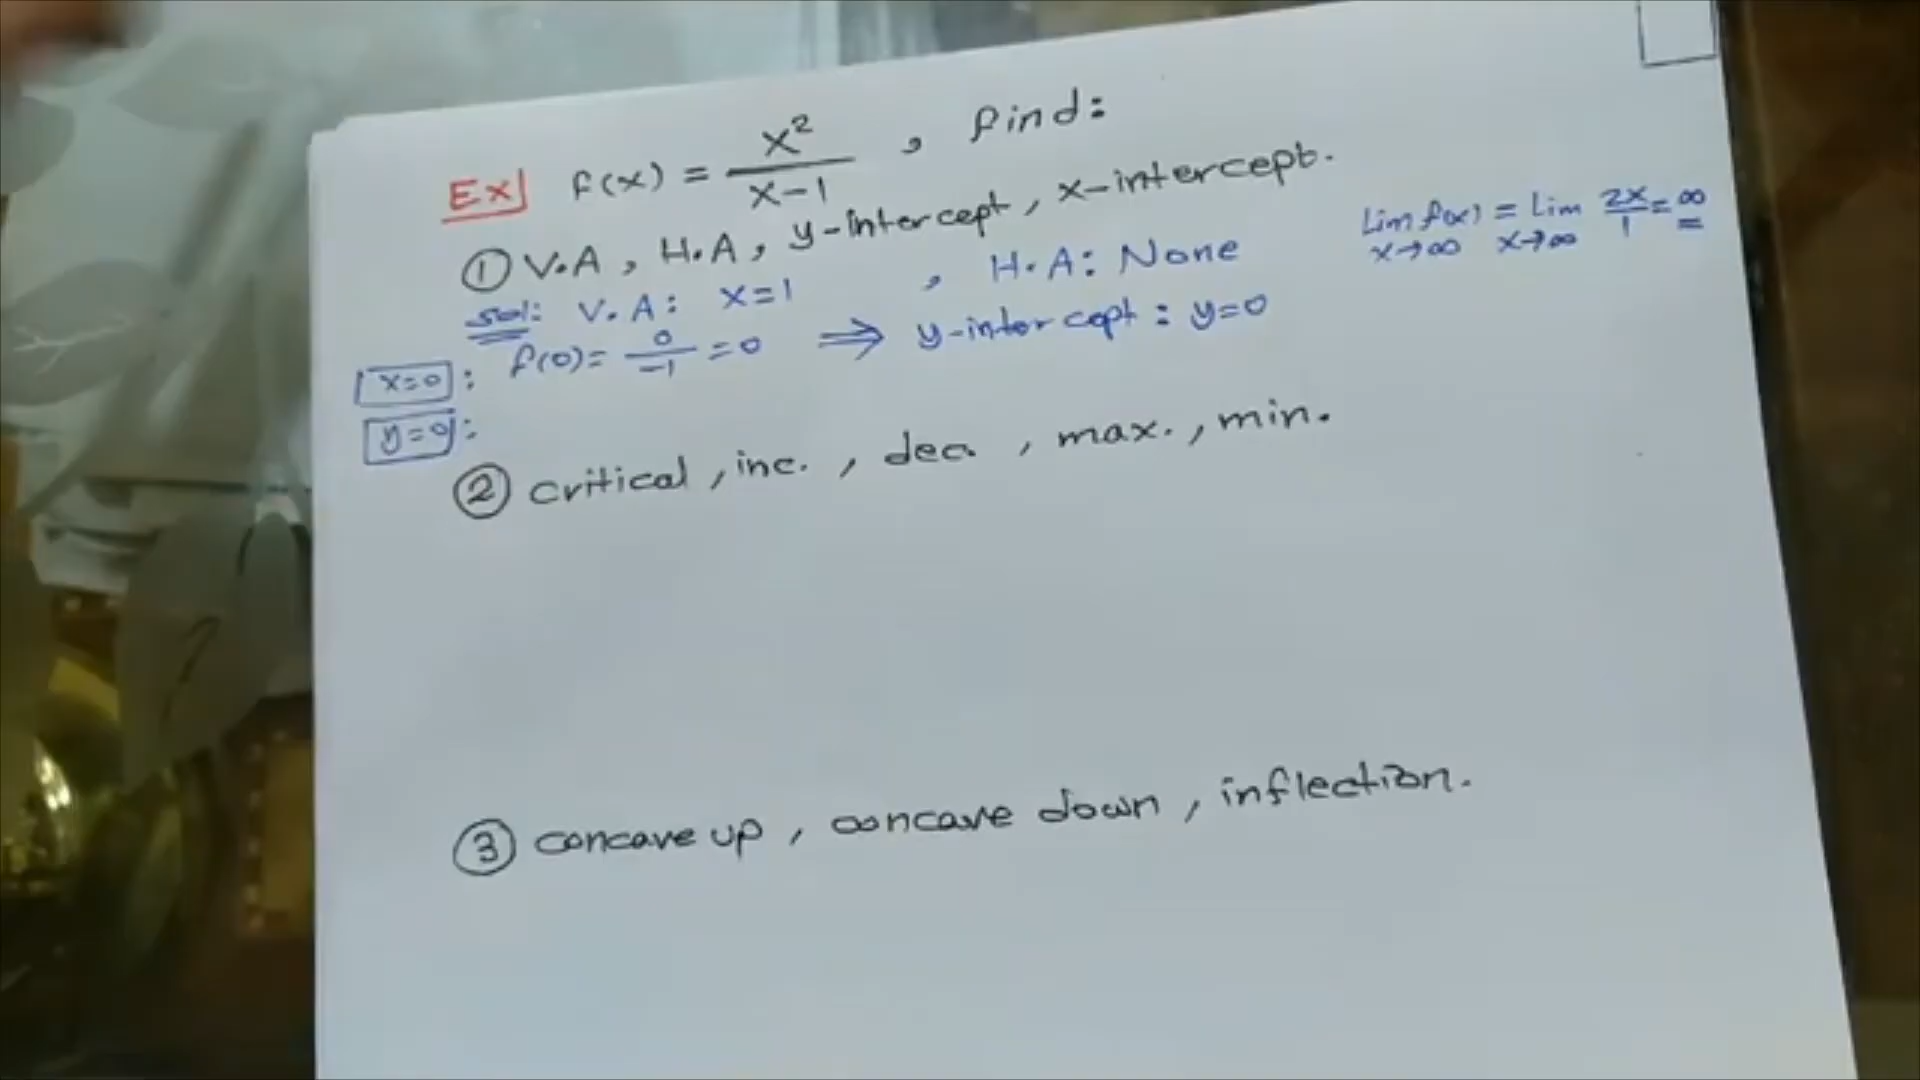 Ex] f(x) = x²/(x-1) , find:
① V.A , H.A , y-intercept , x-intercept.
Lim f(x) = Lim 2x/1 = ∞
x→∞ x→∞
Sol: V.A: x=1 , H.A: None
x=0 : f(0) = 0/-1 = 0 ⟹ y-intercept : y=0
y=0 :
② critical , inc. , dec. , max. , min.
③ concave up , concave down , inflection.